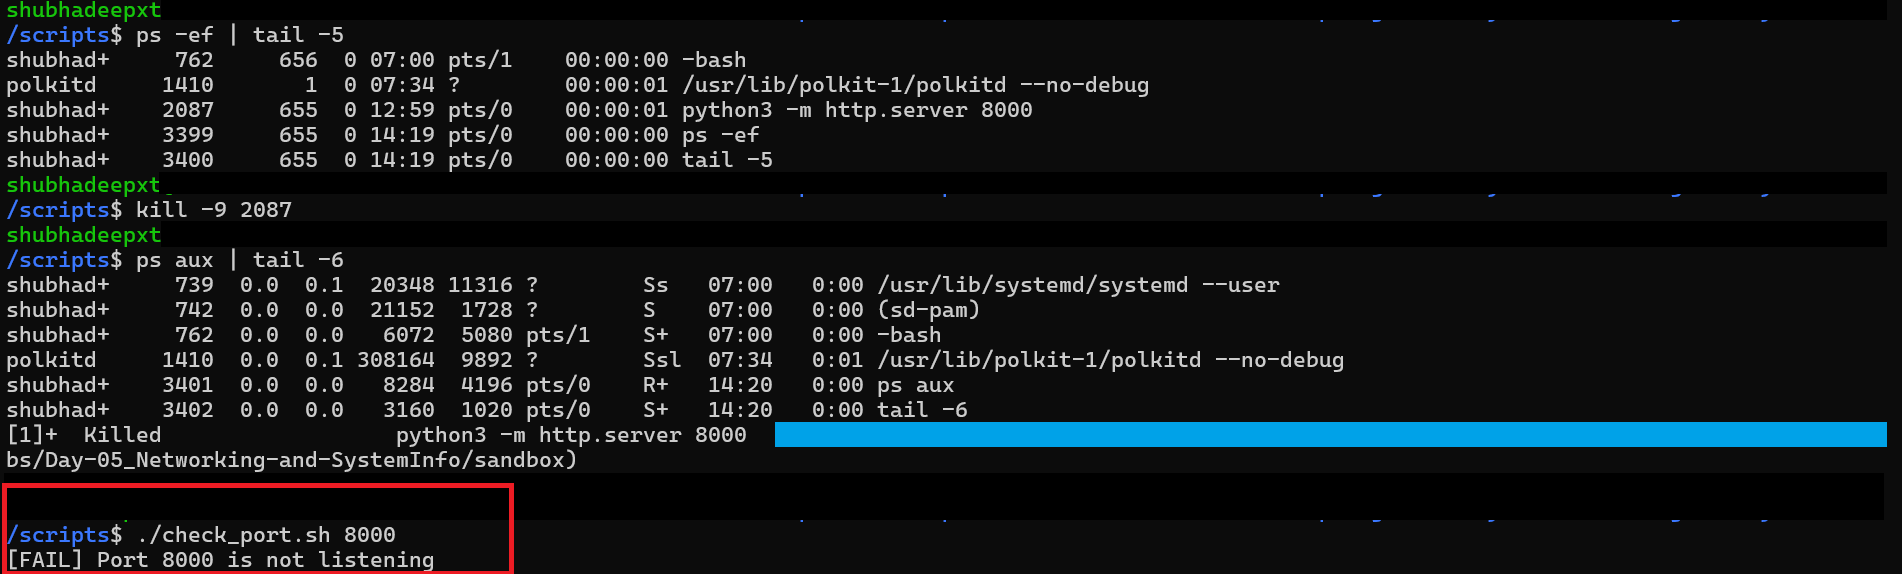 shubhadeepxt
/scripts$ ps -ef | tail -5
shubhad+     762     656  0 07:00 pts/1    00:00:00 -bash
polkitd     1410       1  0 07:34 ?        00:00:01 /usr/lib/polkit-1/polkitd --no-debug
shubhad+    2087     655  0 12:59 pts/0    00:00:01 python3 -m http.server 8000
shubhad+    3399     655  0 14:19 pts/0    00:00:00 ps -ef
shubhad+    3400     655  0 14:19 pts/0    00:00:00 tail -5
shubhadeepxt
/scripts$ kill -9 2087
shubhadeepxt
/scripts$ ps aux | tail -6
shubhad+     739  0.0  0.1  20348 11316 ?        Ss   07:00   0:00 /usr/lib/systemd/systemd --user
shubhad+     742  0.0  0.0  21152  1728 ?        S    07:00   0:00 (sd-pam)
shubhad+     762  0.0  0.0   6072  5080 pts/1    S+   07:00   0:00 -bash
polkitd     1410  0.0  0.1 308164  9892 ?        Ssl  07:34   0:01 /usr/lib/polkit-1/polkitd --no-debug
shubhad+    3401  0.0  0.0   8284  4196 pts/0    R+   14:20   0:00 ps aux
shubhad+    3402  0.0  0.0   3160  1020 pts/0    S+   14:20   0:00 tail -6
[1]+  Killed                  python3 -m http.server 8000
bs/Day-05_Networking-and-SystemInfo/sandbox)
/scripts$ ./check_port.sh 8000
[FAIL] Port 8000 is not listening